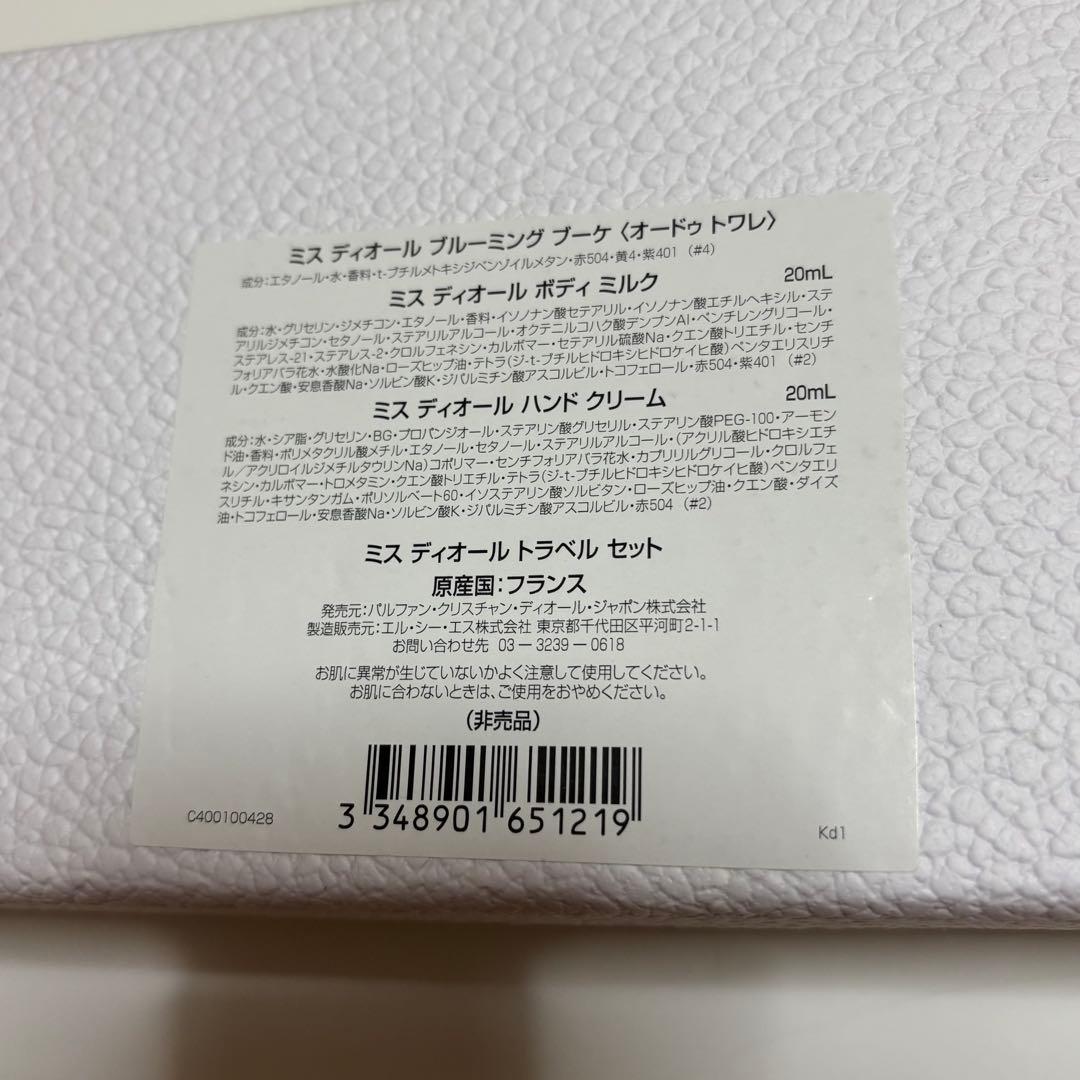 ミス ディオール ブルーミング ブーケ〈オードゥ トワレ〉
成分:エタノール・水・香料・t-ブチルメトキシジベンゾイルメタン・赤504・黄4・紫401 (#4)
ミス ディオール ボディ ミルク 20mL
成分:水・グリセリン・ジメチコン・エタノール・香料・イソノナン酸セテアリル・イソノナン酸エチルヘキシル・ステ
アリルジメチコン・セタノール・ステアリルアルコール・オクテニルコハク酸デンプンAl・ペンチレングリコール・
ステアレス-21・ステアレス-2・クロルフェネシン・カルボマー・セテアリル硫酸Na・クエン酸トリエチル・センチ
フォリアバラ花水・水酸化Na・ローズヒップ油・テトラ(ジ-t-ブチルヒドロキシヒドロケイヒ酸)ペンタエリスリチ
ル・クエン酸・安息香酸Na・ソルビン酸K・ジパルミチン酸アスコルビル・トコフェロール・赤504・紫401 (#2)
ミス ディオール ハンド クリーム 20mL
成分:水・シア脂・グリセリン・BG・プロパンジオール・ステアリン酸グリセリル・ステアリン酸PEG-100・アーモン
ド油・香料・ポリメタクリル酸メチル・エタノール・セタノール・ステアリルアルコール・(アクリル酸ヒドロキシエチ
ル/アクリロイルジメチルタウリンNa)コポリマー・センチフォリアバラ花水・カプリリルグリコール・クロルフェ
ネシン・カルボマー・トロメタミン・クエン酸トリエチル・テトラ(ジ-t-ブチルヒドロキシヒドロケイヒ酸)ペンタエリ
スリチル・キサンタンガム・ポリソルベート60・イソステアリン酸ソルビタン・ローズヒップ油・クエン酸・ダイズ
油・トコフェロール・安息香酸Na・ソルビン酸K・ジパルミチン酸アスコルビル・赤504 (#2)
ミス ディオール トラベル セット
原産国:フランス
発売元:パルファン・クリスチャン・ディオール・ジャポン株式会社
製造販売元:エル・シー・エス株式会社 東京都千代田区平河町2-1-1
お問い合わせ先 03-3239-0618
お肌に異常が生じていないかよく注意して使用してください。
お肌に合わないときは、ご使用をおやめください。
(非売品)
C400100428
3 348901 651219
Kd1